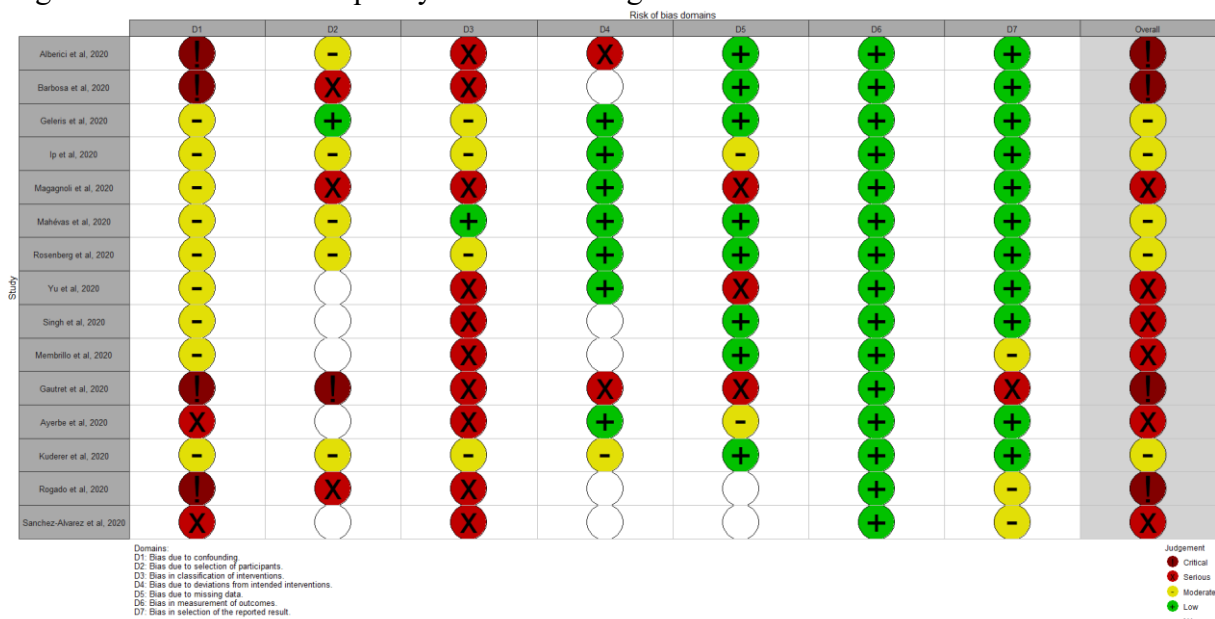 Risk of bias domains
D1 D2 D3 D4 D5 D6 D7 Overall
Study
Alberici et al, 2020 ! - X X + + + !
Barbosa et al, 2020 ! X X + + + !
Geleris et al, 2020 - + - + + + + -
Ip et al, 2020 - - - + - + + -
Magagnoli et al, 2020 - X X + X + + X
Mahévas et al, 2020 - - + + + + + -
Rosenberg et al, 2020 - - - + + + + -
Yu et al, 2020 - X + X + + X
Singh et al, 2020 - X + + + X
Membrillo et al, 2020 - X + + - X
Gautret et al, 2020 ! ! X X X + X !
Ayerbe et al, 2020 X X + - + + X
Kuderer et al, 2020 - - - - + + + -
Rogado et al, 2020 ! X X + - !
Sanchez-Alvarez et al, 2020 X X + - X
Domains:
D1: Bias due to confounding.
D2: Bias due to selection of participants.
D3: Bias in classification of interventions.
D4: Bias due to deviations from intended interventions.
D5: Bias due to missing data.
D6: Bias in measurement of outcomes.
D7: Bias in selection of the reported result.
Judgement
! Critical
X Serious
- Moderate
+ Low